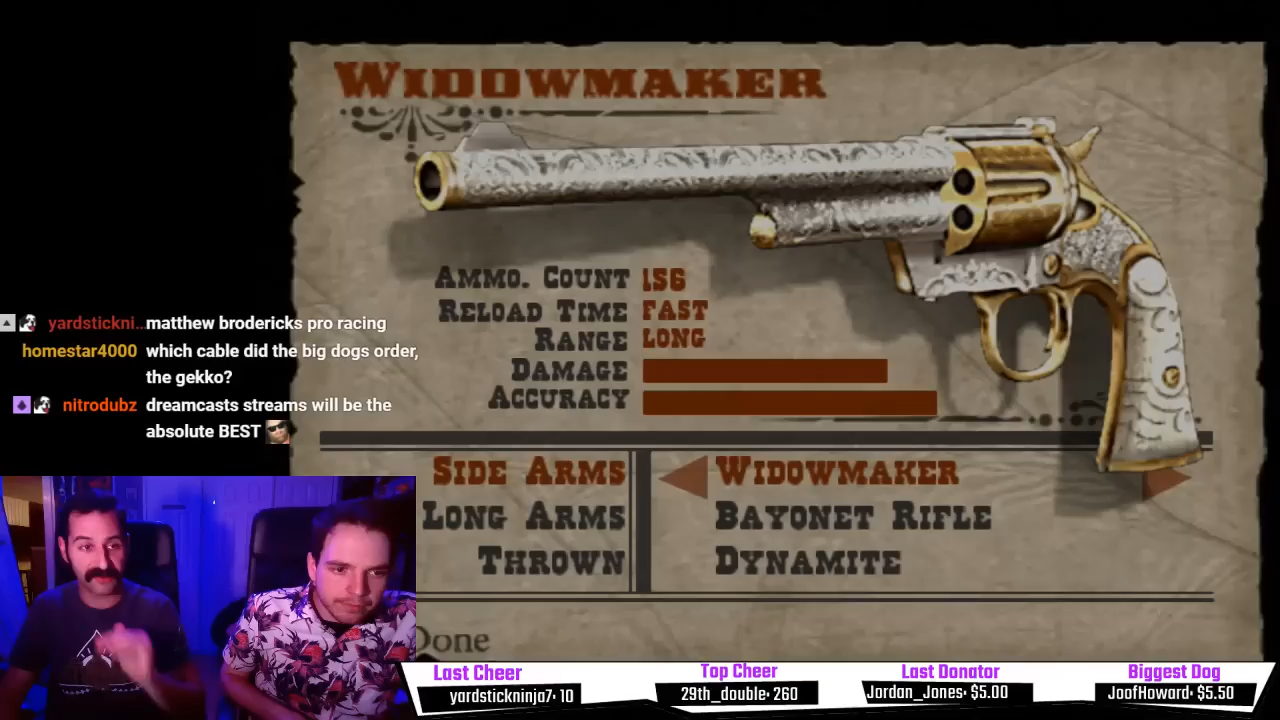 WIDOWMAKER
AMMO. COUNT 156
RELOAD TIME FAST
RANGE LONG
DAMAGE
ACCURACY
yardstickni... matthew brodericks pro racing
homestar4000 which cable did the big dogs order,
the gekko?
nitrodubz dreamcasts streams will be the
absolute BEST
SIDE ARMS WIDOWMAKER
LONG ARMS BAYONET RIFLE
THROWN DYNAMITE
Done
Last Cheer Top Cheer Last Donator Biggest Dog
yardstickninja7: 10 29th_double: 260 Jordan_Jones: $5.00 JoofHoward: $5.50